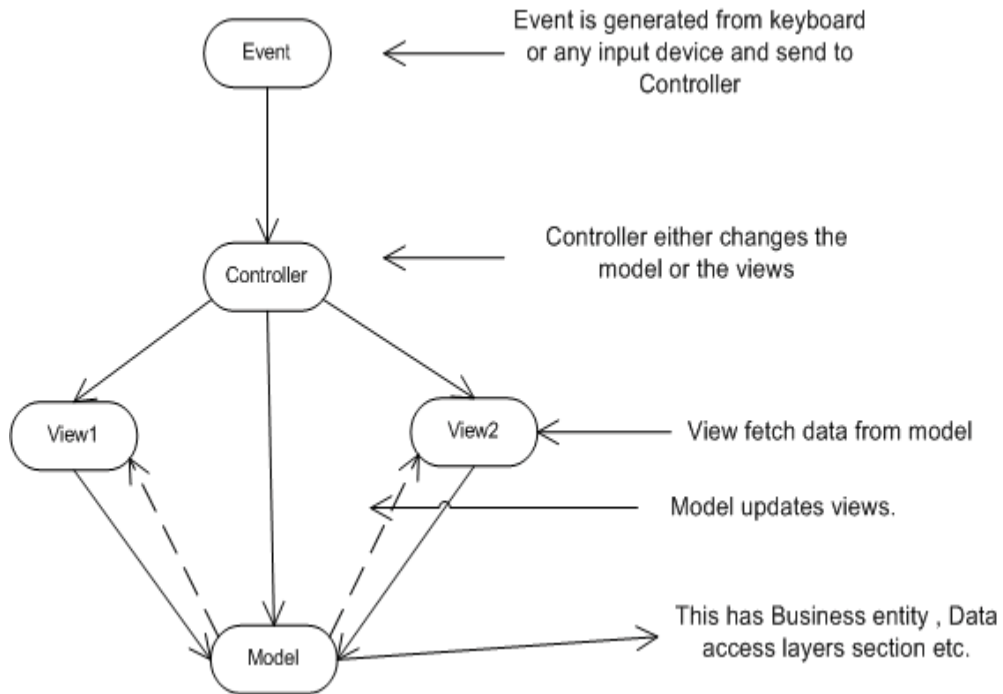 Event
Event is generated from keyboard
or any input device and send to
Controller
Controller
Controller either changes the
model or the views
View1
View2
View fetch data from model
Model updates views.
Model
This has Business entity , Data
access layers section etc.